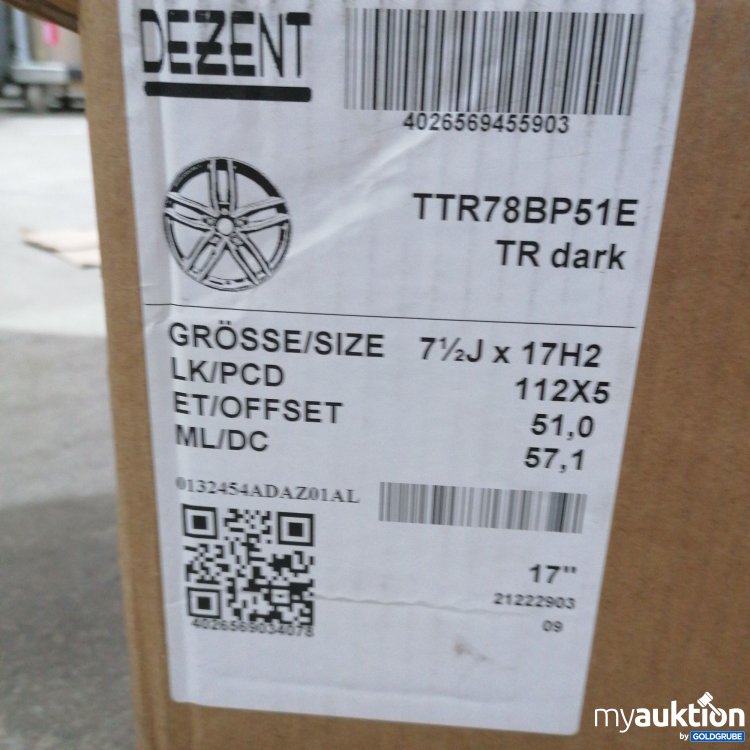 DEZENT
4026569455903
TTR78BP51E
TR dark
GRÖSSE/SIZE 7½J x 17H2
LK/PCD 112X5
ET/OFFSET 51,0
ML/DC 57,1
0132454ADAZ01AL
17"
21222903
4026569034078
09
myauktion
by GOLDGRUBE